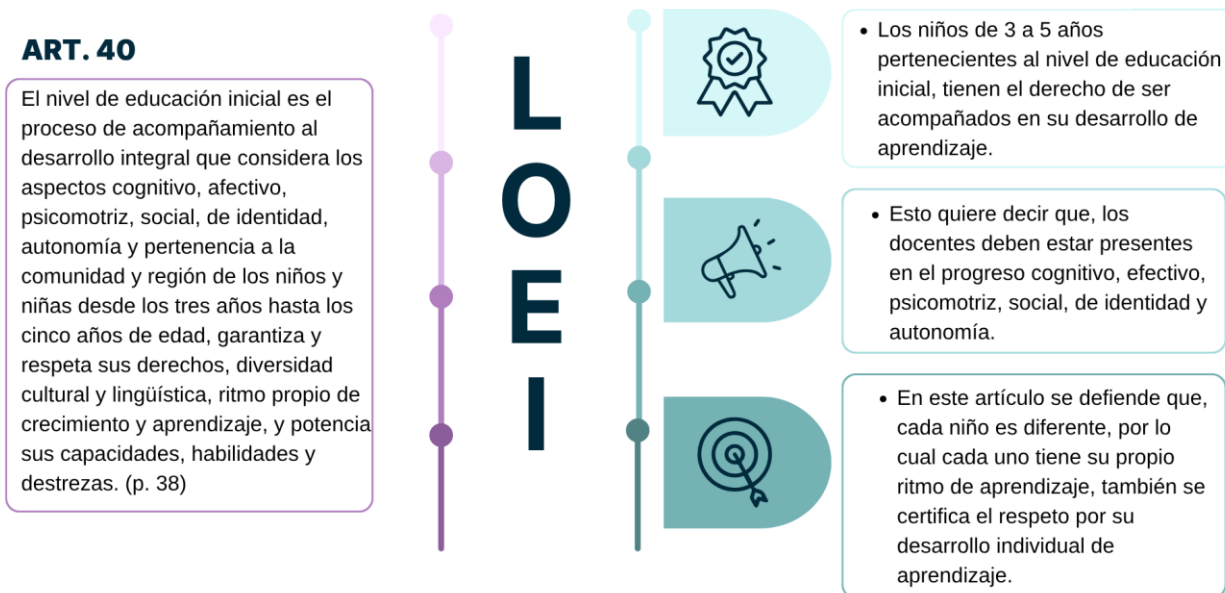 ART. 40
El nivel de educación inicial es el
proceso de acompañamiento al
desarrollo integral que considera los
aspectos cognitivo, afectivo,
psicomotriz, social, de identidad,
autonomía y pertenencia a la
comunidad y región de los niños y
niñas desde los tres años hasta los
cinco años de edad, garantiza y
respeta sus derechos, diversidad
cultural y lingüística, ritmo propio de
crecimiento y aprendizaje, y potencia
sus capacidades, habilidades y
destrezas. (p. 38)
L
O
E
I
• Los niños de 3 a 5 años
pertenecientes al nivel de educación
inicial, tienen el derecho de ser
acompañados en su desarrollo de
aprendizaje.
• Esto quiere decir que, los
docentes deben estar presentes
en el progreso cognitivo, efectivo,
psicomotriz, social, de identidad y
autonomía.
• En este artículo se defiende que,
cada niño es diferente, por lo
cual cada uno tiene su propio
ritmo de aprendizaje, también se
certifica el respeto por su
desarrollo individual de
aprendizaje.